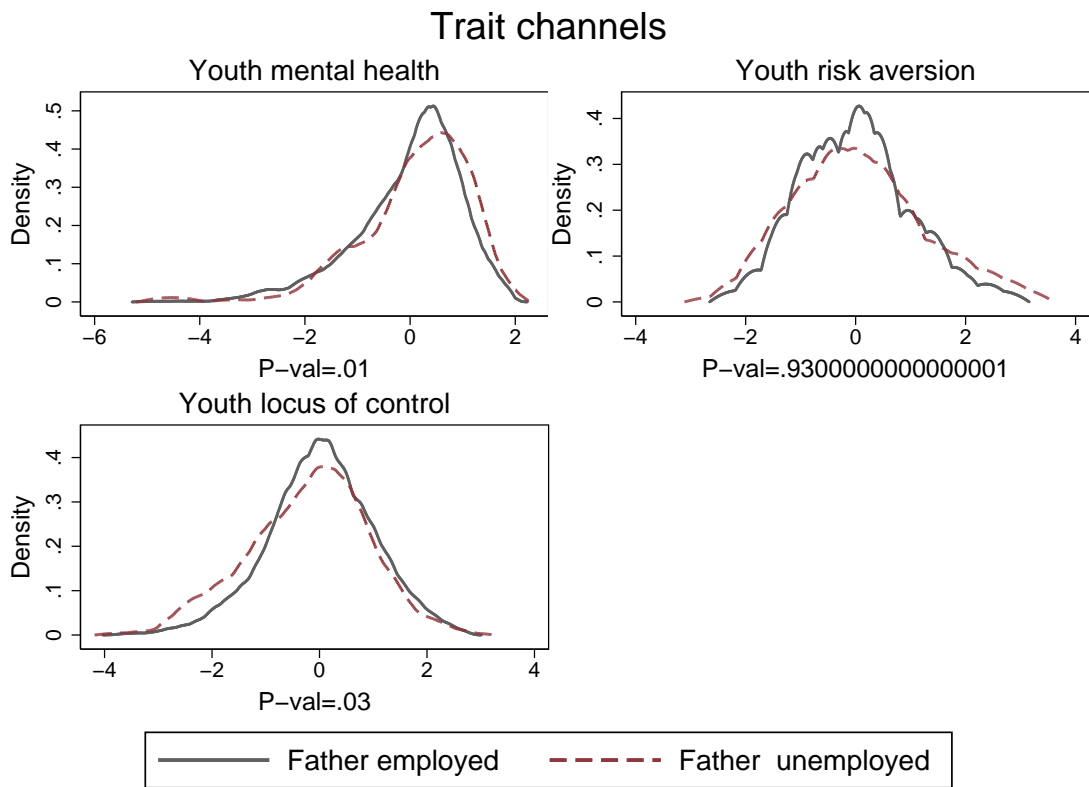 Trait channels
Youth mental health
Density
0 .1 .2 .3 .4 .5
−6 −4 −2 0 2
P−val=.01
Youth risk aversion
Density
0 .1 .2 .3 .4
−4 −2 0 2 4
P−val=.9300000000000001
Youth locus of control
Density
0 .1 .2 .3 .4
−4 −2 0 2 4
P−val=.03
Father employed Father unemployed